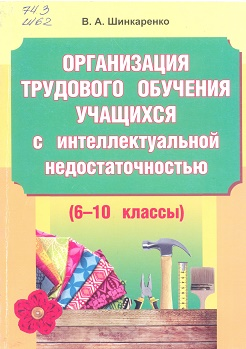 74.3
Ш62
В. А. Шинкаренко
ОРГАНИЗАЦИЯ
ТРУДОВОГО ОБУЧЕНИЯ
УЧАЩИХСЯ
С ИНТЕЛЛЕКТУАЛЬНОЙ
НЕДОСТАТОЧНОСТЬЮ
(6–10 классы)